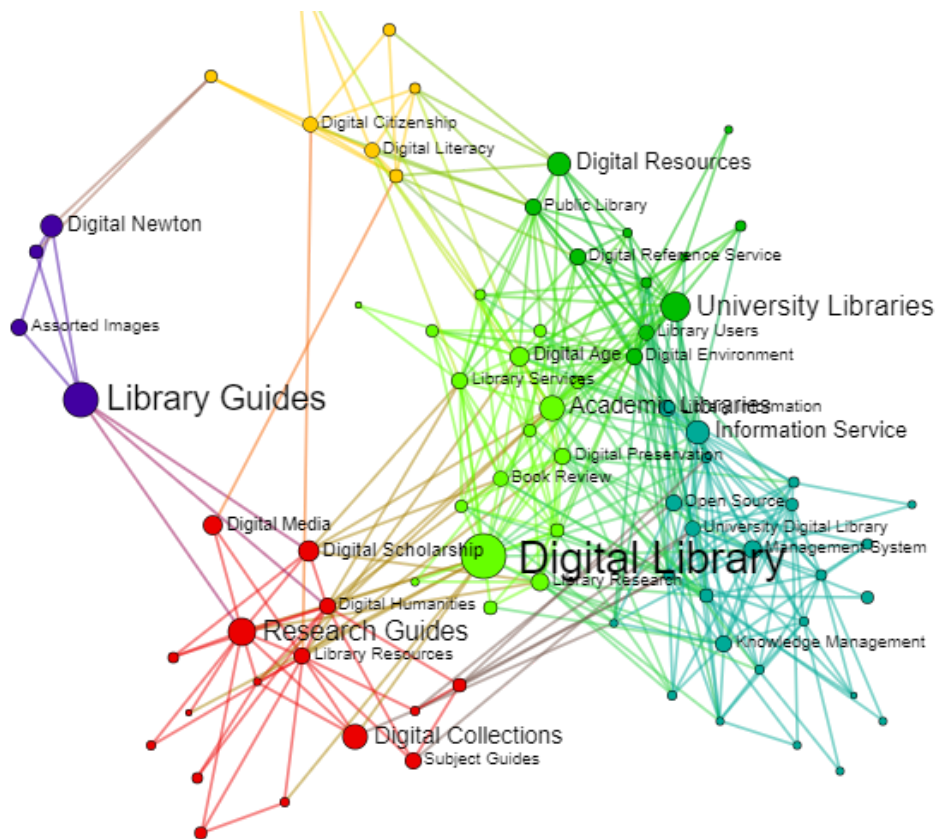 Digital Citizenship
Digital Literacy
Digital Resources
Public Library
Digital Newton
Digital Reference Service
University Libraries
Assorted Images
Library Users
Digital Age
Digital Environment
Library Services
Library Guides
Academic Libraries
Information
Information Service
Digital Preservation
Book Review
Open Source
Digital Media
University Digital Library
Management System
Digital Scholarship
Digital Library
Library Research
Digital Humanities
Research Guides
Knowledge Management
Library Resources
Digital Collections
Subject Guides